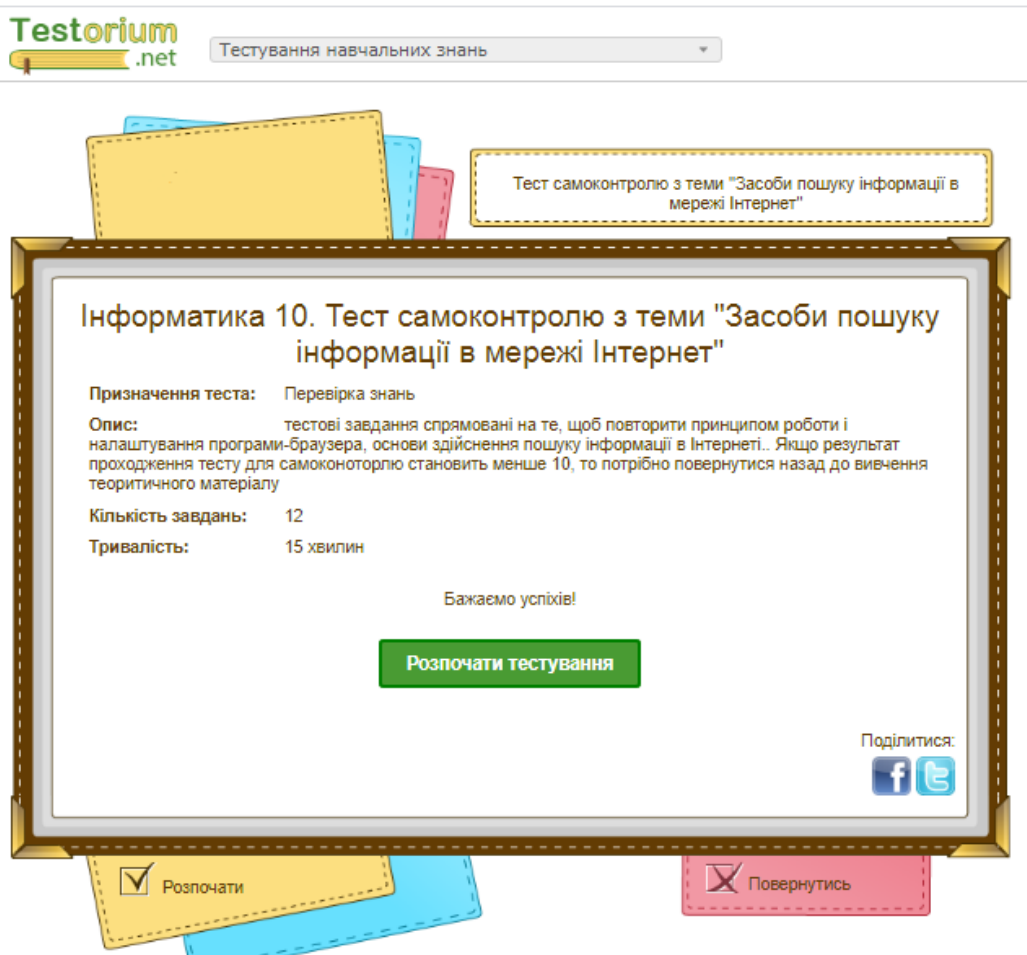 Testorium
.net
Тестування навчальних знань
Тест самоконтролю з теми "Засоби пошуку інформації в
мережі Інтернет"
Інформатика 10. Тест самоконтролю з теми "Засоби пошуку
інформації в мережі Інтернет"
Призначення теста: Перевірка знань
Опис: тестові завдання спрямовані на те, щоб повторити принципом роботи і
налаштування програми-браузера, основи здійснення пошуку інформації в Інтернеті.. Якщо результат
проходження тесту для самоконоторлю становить менше 10, то потрібно повернутися назад до вивчення
теоритичного матеріалу
Кількість завдань: 12
Тривалість: 15 хвилин
Бажаємо успіхів!
Розпочати тестування
Поділитися:
Розпочати
Повернутись